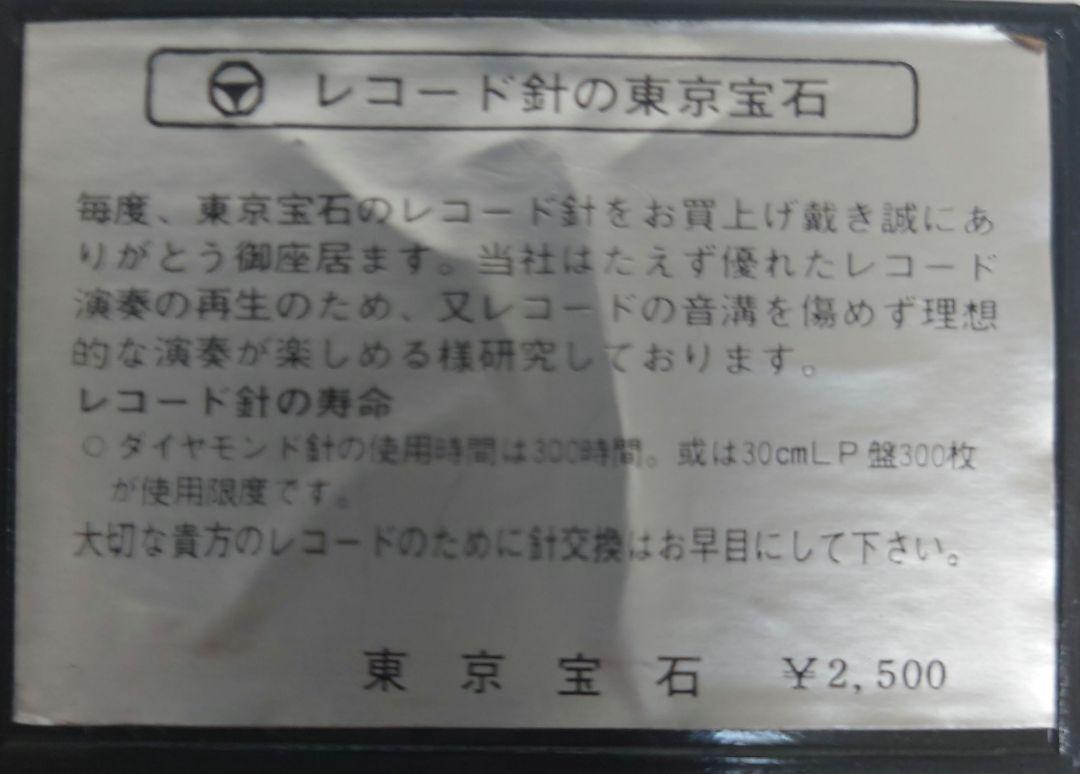 レコード針の東京宝石
毎度、東京宝石のレコード針をお買上げ戴き誠にあ
りがとう御座居ます。当社はたえず優れたレコード
演奏の再生のため、又レコードの音溝を傷めず理想
的な演奏が楽しめる様研究しております。
レコード針の寿命
○ ダイヤモンド針の使用時間は300時間。或は30cmLP盤300枚
が使用限度です。
大切な貴方のレコードのために針交換はお早目にして下さい。
東京宝石 ¥2,500